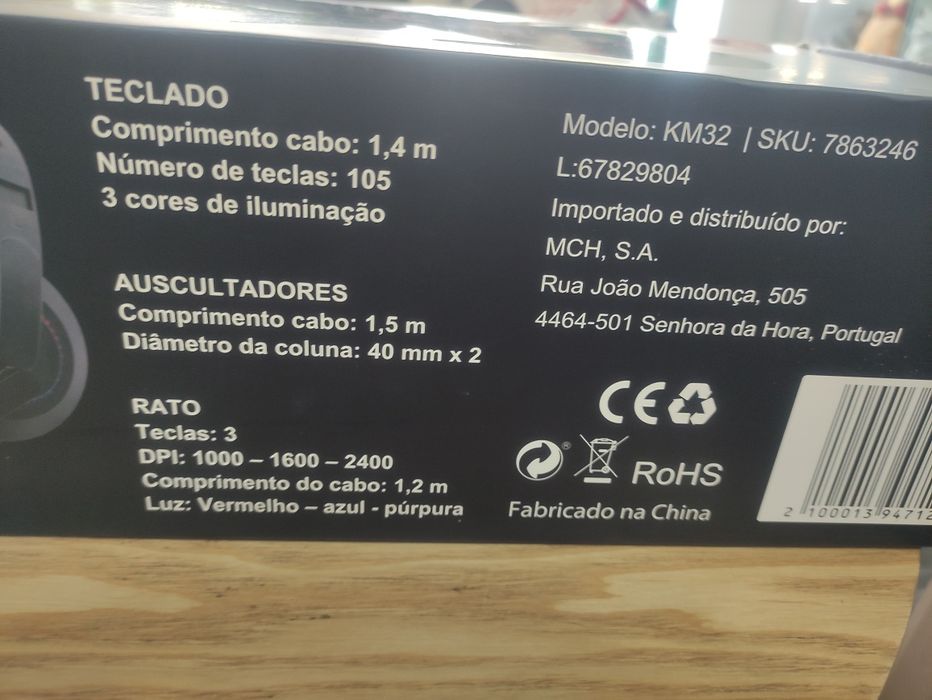 TECLADO
Comprimento cabo: 1,4 m
Número de teclas: 105
3 cores de iluminação
AUSCULTADORES
Comprimento cabo: 1,5 m
Diâmetro da coluna: 40 mm x 2
RATO
Teclas: 3
DPI: 1000 – 1600 – 2400
Comprimento do cabo: 1,2 m
Luz: Vermelho – azul - púrpura
Modelo: KM32 | SKU: 7863246
L:67829804
Importado e distribuído por:
MCH, S.A.
Rua João Mendonça, 505
4464-501 Senhora da Hora, Portugal
CE
® RoHS
Fabricado na China
2 100013 94712